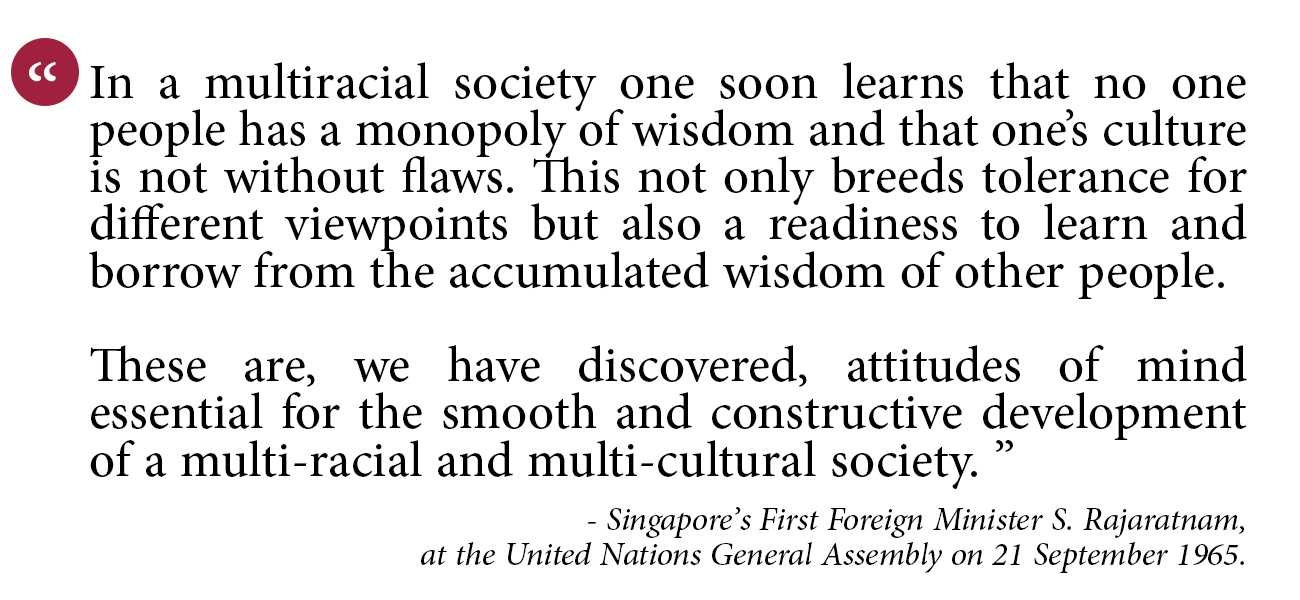 “ In a multiracial society one soon learns that no one
people has a monopoly of wisdom and that one’s culture
is not without flaws. This not only breeds tolerance for
different viewpoints but also a readiness to learn and
borrow from the accumulated wisdom of other people.
These are, we have discovered, attitudes of mind
essential for the smooth and constructive development
of a multi-racial and multi-cultural society. ”
- Singapore’s First Foreign Minister S. Rajaratnam,
at the United Nations General Assembly on 21 September 1965.